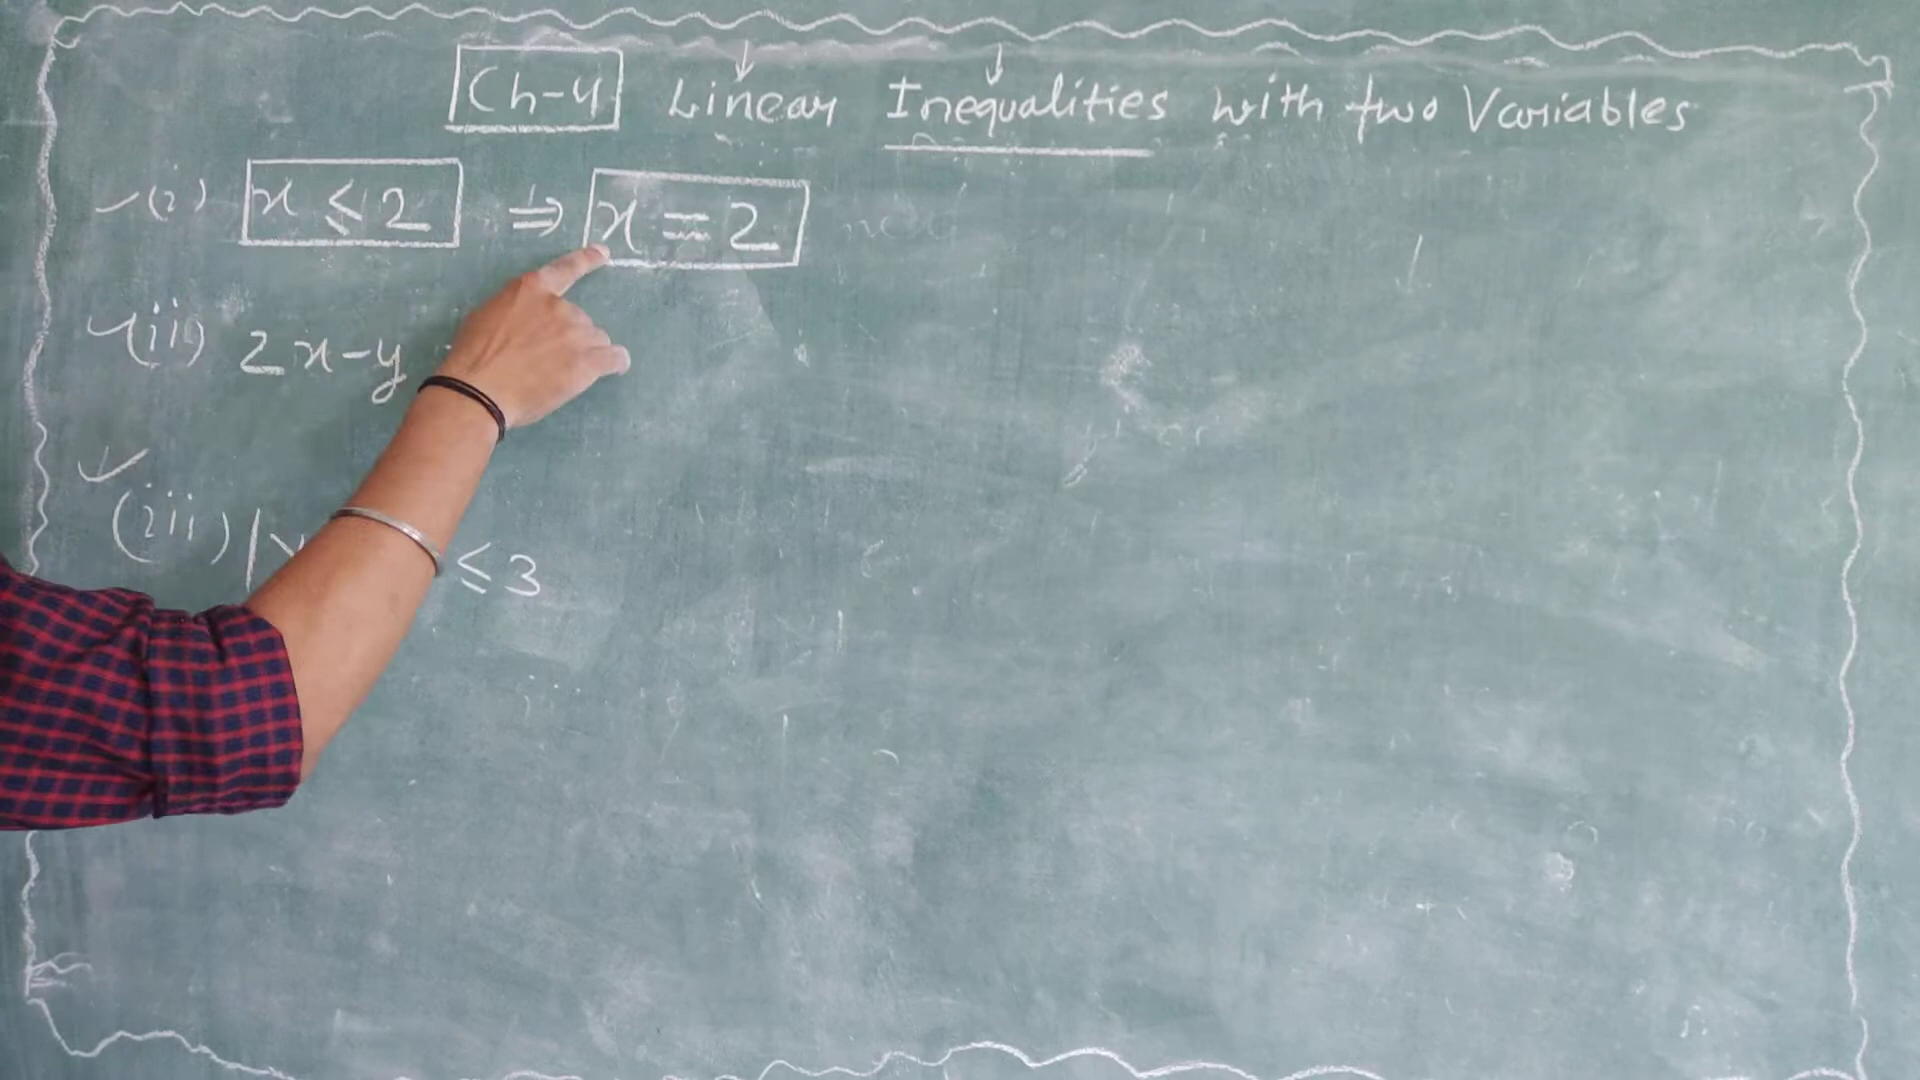 Ch-4 Linear Inequalities with two Variables
(i) x ≤ 2 ⇒ x = 2
(ii) 2x-y
(iii) | ≤ 3